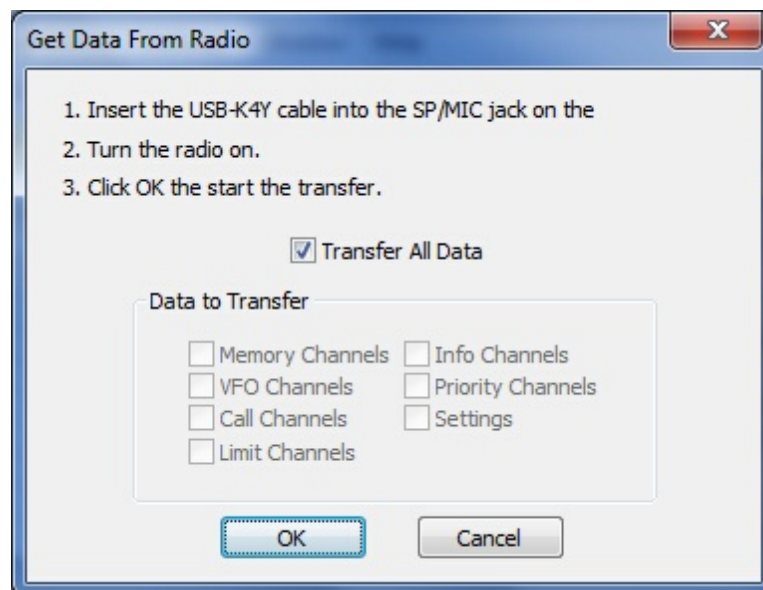 Get Data From Radio
1. Insert the USB-K4Y cable into the SP/MIC jack on the
2. Turn the radio on.
3. Click OK the start the transfer.
Transfer All Data
Data to Transfer
Memory Channels Info Channels
VFO Channels Priority Channels
Call Channels Settings
Limit Channels
OK Cancel